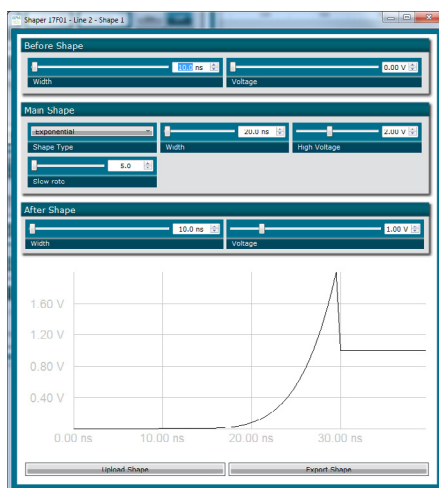 Shaper 17F01 - Line 2 - Shape 1
Before Shape
10.0 ns 0.00 V
Width Voltage
Main Shape
Exponential 20.0 ns 2.00 V
Shape Type Width High Voltage
5.0
Slow rate
After Shape
10.0 ns 1.00 V
Width Voltage
1.60 V
1.20 V
0.80 V
0.40 V
0.00 ns 10.00 ns 20.00 ns 30.00 ns
Upload Shape Export Shape